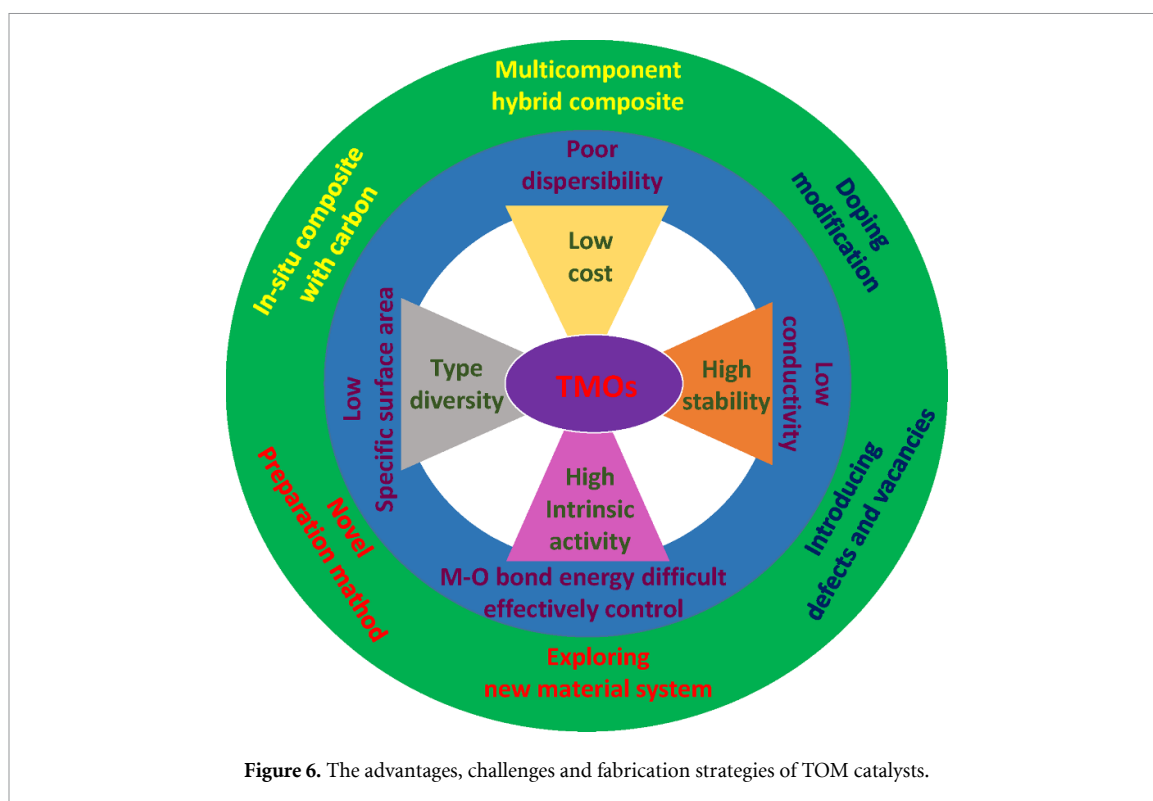 Multicomponent
hybrid composite
In-situ composite
with carbon
Doping
modification
Poor
dispersibility
Low
cost
Low
Specific surface area
Type
diversity
TMOs
High
stability
Low
conductivity
High
Intrinsic
activity
M-O bond energy difficult
effectively control
Novel
Preparation mathod
Introducing
defects and vacancies
Exploring
new material system
Figure 6. The advantages, challenges and fabrication strategies of TOM catalysts.